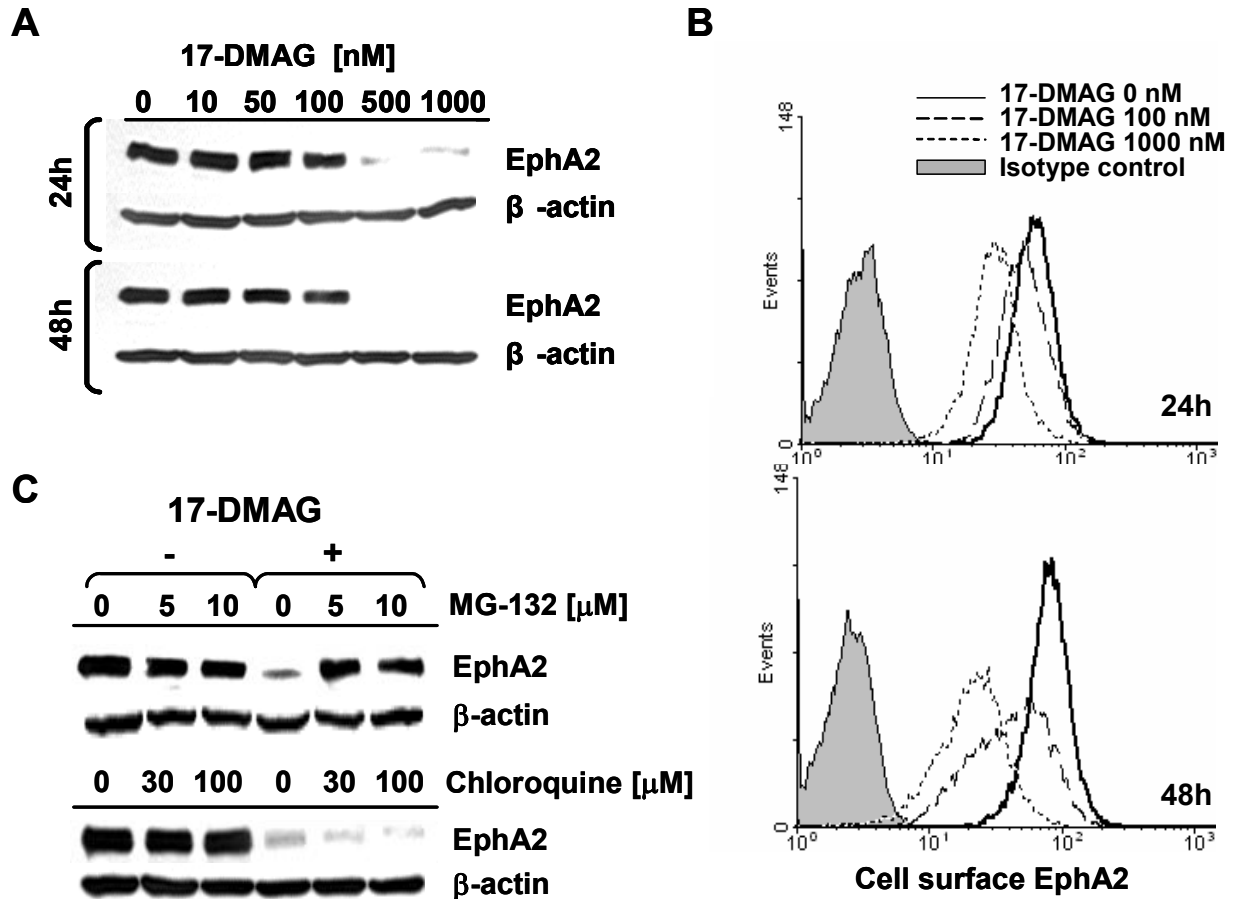 A
17-DMAG [nM]
0 10 50 100 500 1000
24h
EphA2
β -actin
48h
EphA2
β -actin
B
17-DMAG 0 nM
17-DMAG 100 nM
17-DMAG 1000 nM
Isotype control
148
Events
0
24h
10⁰ 10¹ 10² 10³
148
Events
0
48h
10⁰ 10¹ 10² 10³
Cell surface EphA2
C
17-DMAG
- +
0 5 10 0 5 10 MG-132 [μM]
EphA2
β-actin
0 30 100 0 30 100 Chloroquine [μM]
EphA2
β-actin